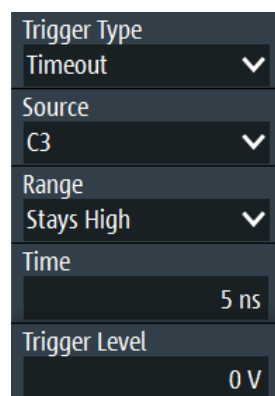 Trigger Type
Timeout
Source
C3
Range
Stays High
Time
5 ns
Trigger Level
0 V